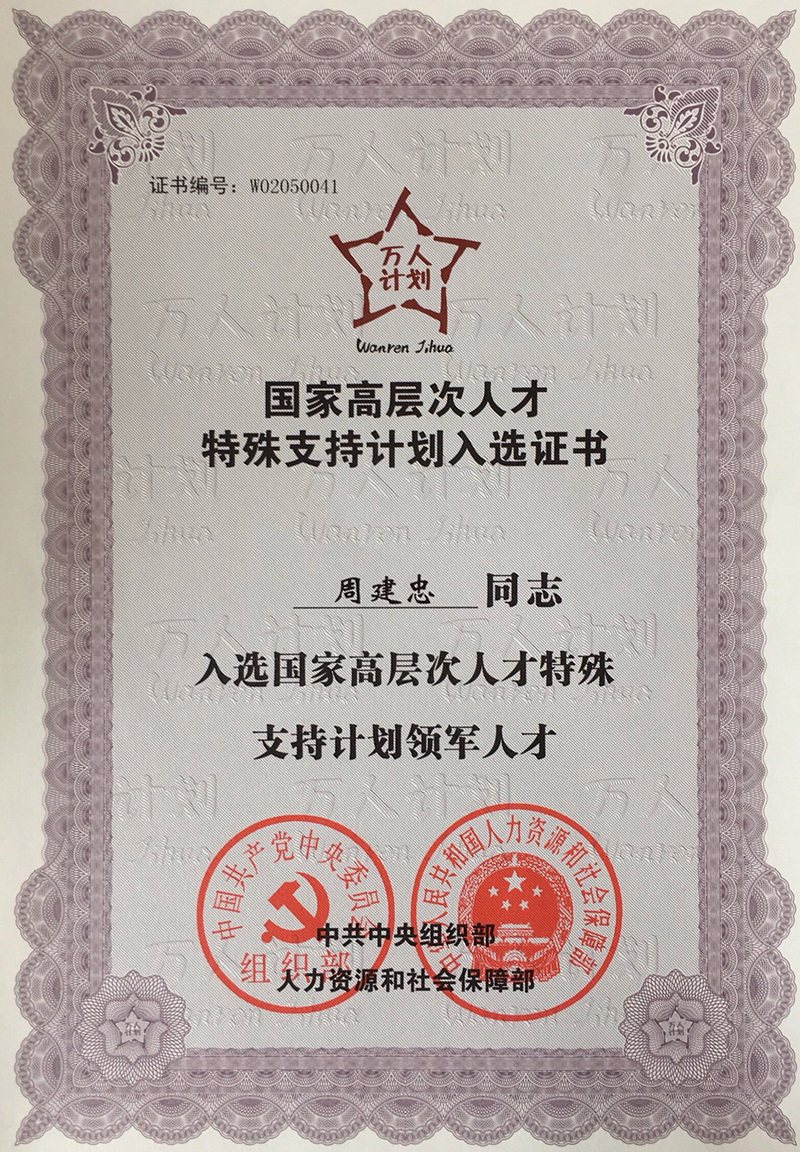 证书编号：W02050041
万人
计划
Wanren Jihua
国家高层次人才
特殊支持计划入选证书
周建忠 同志
入选国家高层次人才特殊
支持计划领军人才
中国共产党中央委员会
组织部
中华人民共和国人力资源和社会保障部
中共中央组织部
人力资源和社会保障部